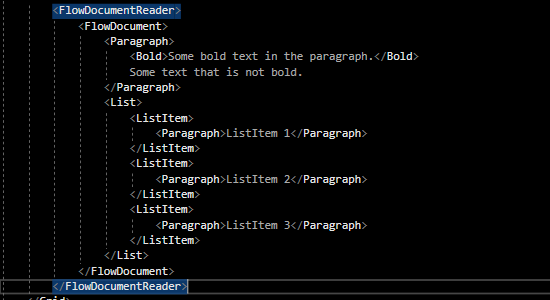 <FlowDocumentReader>
<FlowDocument>
<Paragraph>
<Bold>Some bold text in the paragraph.</Bold>
Some text that is not bold.
</Paragraph>
<List>
<ListItem>
<Paragraph>ListItem 1</Paragraph>
</ListItem>
<ListItem>
<Paragraph>ListItem 2</Paragraph>
</ListItem>
<ListItem>
<Paragraph>ListItem 3</Paragraph>
</ListItem>
</List>
</FlowDocument>
</FlowDocumentReader>